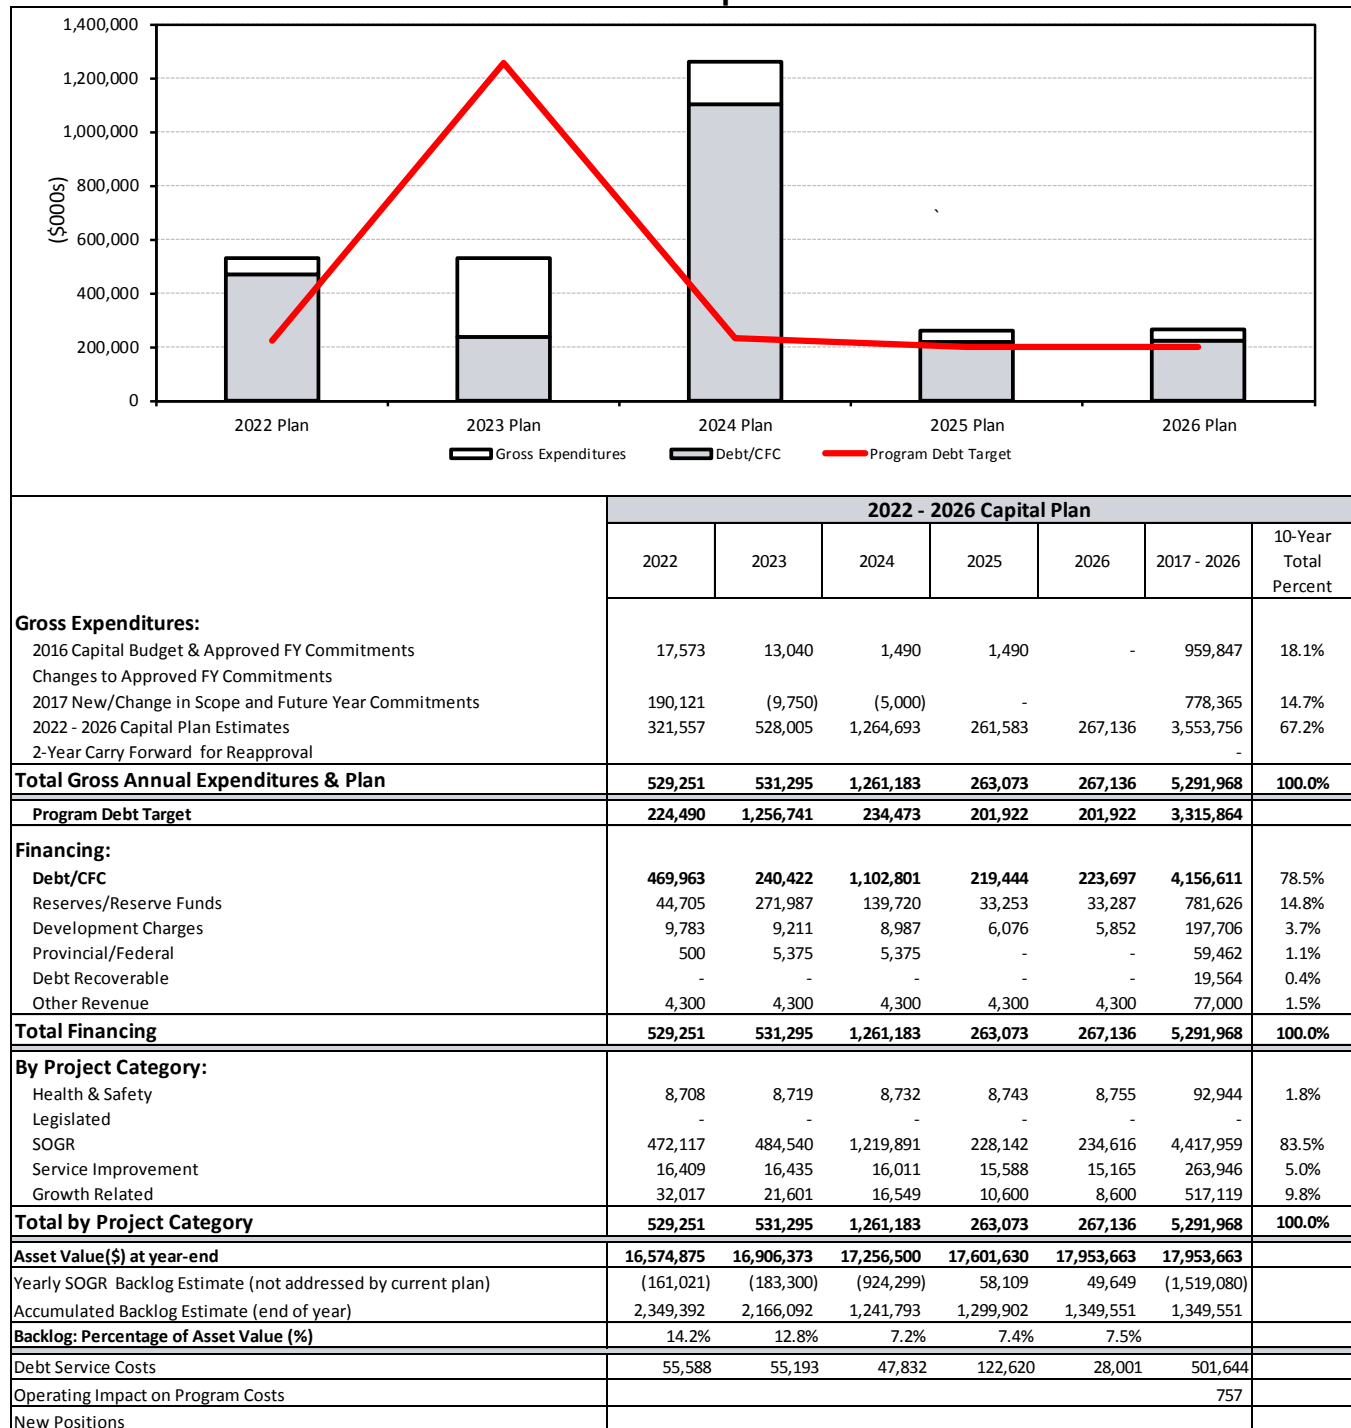 1,400,000
1,200,000
1,000,000
800,000
600,000
400,000
200,000
0
($000s)
`
2022 Plan 2023 Plan 2024 Plan 2025 Plan 2026 Plan
Gross Expenditures Debt/CFC Program Debt Target
2022 - 2026 Capital Plan
2022 2023 2024 2025 2026 2017 - 2026 10-Year Total Percent
Gross Expenditures:
2016 Capital Budget & Approved FY Commitments 17,573 13,040 1,490 1,490 - 959,847 18.1%
Changes to Approved FY Commitments
2017 New/Change in Scope and Future Year Commitments 190,121 (9,750) (5,000) - 778,365 14.7%
2022 - 2026 Capital Plan Estimates 321,557 528,005 1,264,693 261,583 267,136 3,553,756 67.2%
2-Year Carry Forward for Reapproval -
Total Gross Annual Expenditures & Plan 529,251 531,295 1,261,183 263,073 267,136 5,291,968 100.0%
Program Debt Target 224,490 1,256,741 234,473 201,922 201,922 3,315,864
Financing:
Debt/CFC 469,963 240,422 1,102,801 219,444 223,697 4,156,611 78.5%
Reserves/Reserve Funds 44,705 271,987 139,720 33,253 33,287 781,626 14.8%
Development Charges 9,783 9,211 8,987 6,076 5,852 197,706 3.7%
Provincial/Federal 500 5,375 5,375 - - 59,462 1.1%
Debt Recoverable - - - - - 19,564 0.4%
Other Revenue 4,300 4,300 4,300 4,300 4,300 77,000 1.5%
Total Financing 529,251 531,295 1,261,183 263,073 267,136 5,291,968 100.0%
By Project Category:
Health & Safety 8,708 8,719 8,732 8,743 8,755 92,944 1.8%
Legislated - - - - - -
SOGR 472,117 484,540 1,219,891 228,142 234,616 4,417,959 83.5%
Service Improvement 16,409 16,435 16,011 15,588 15,165 263,946 5.0%
Growth Related 32,017 21,601 16,549 10,600 8,600 517,119 9.8%
Total by Project Category 529,251 531,295 1,261,183 263,073 267,136 5,291,968 100.0%
Asset Value($) at year-end 16,574,875 16,906,373 17,256,500 17,601,630 17,953,663 17,953,663
Yearly SOGR Backlog Estimate (not addressed by current plan) (161,021) (183,300) (924,299) 58,109 49,649 (1,519,080)
Accumulated Backlog Estimate (end of year) 2,349,392 2,166,092 1,241,793 1,299,902 1,349,551 1,349,551
Backlog: Percentage of Asset Value (%) 14.2% 12.8% 7.2% 7.4% 7.5%
Debt Service Costs 55,588 55,193 47,832 122,620 28,001 501,644
Operating Impact on Program Costs 757
New Positions